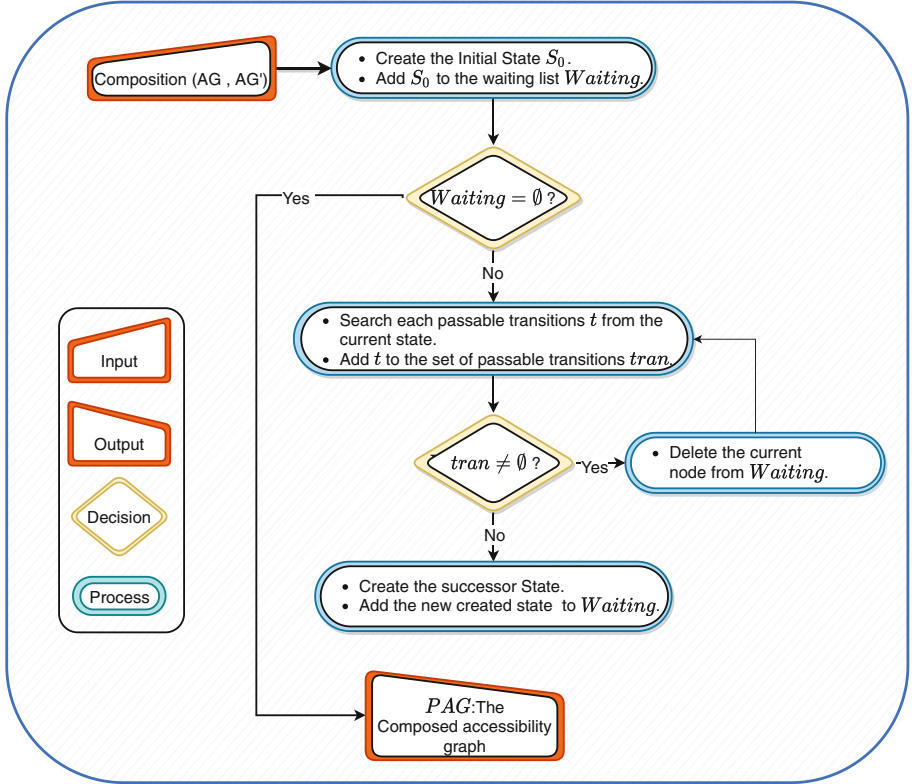 Composition (AG , AG')
• Create the Initial State S₀.
• Add S₀ to the waiting list Waiting.
Waiting = ∅ ?
Yes
No
• Search each passable transitions t from the
current state.
• Add t to the set of passable transitions tran.
tran ≠ ∅ ?
Yes
• Delete the current
node from Waiting.
No
• Create the successor State.
• Add the new created state to Waiting.
PAG:The
Composed accessibility
graph
Input
Output
Decision
Process